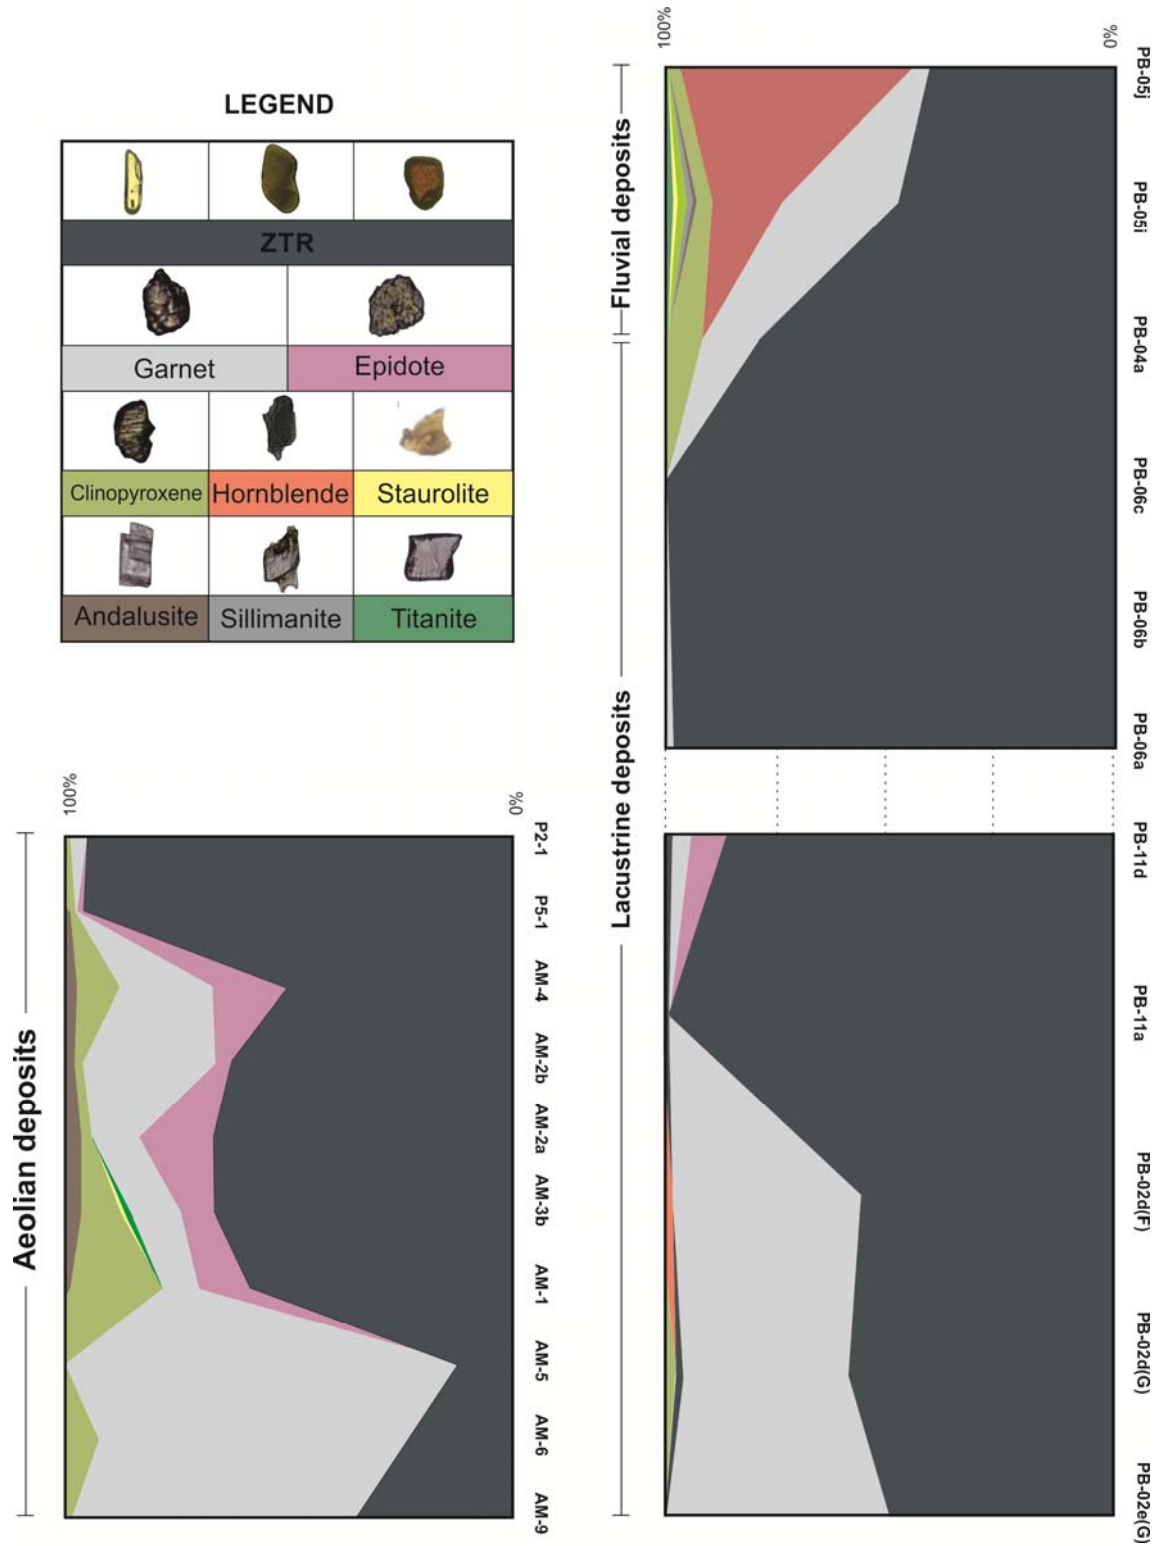 LEGEND
ZTR
Garnet
Epidote
Clinopyroxene
Hornblende
Staurolite
Andalusite
Sillimanite
Titanite
100%
0%
PB-05j
PB-05i
PB-04a
PB-06c
PB-06b
PB-06a
Fluvial deposits
Lacustrine deposits
PB-11d
PB-11a
PB-02d(F)
PB-02d(G)
PB-02e(G)
100%
0%
P2-1
P5-1
AM-4
AM-2b
AM-2a
AM-3b
AM-1
AM-5
AM-6
AM-9
Aeolian deposits